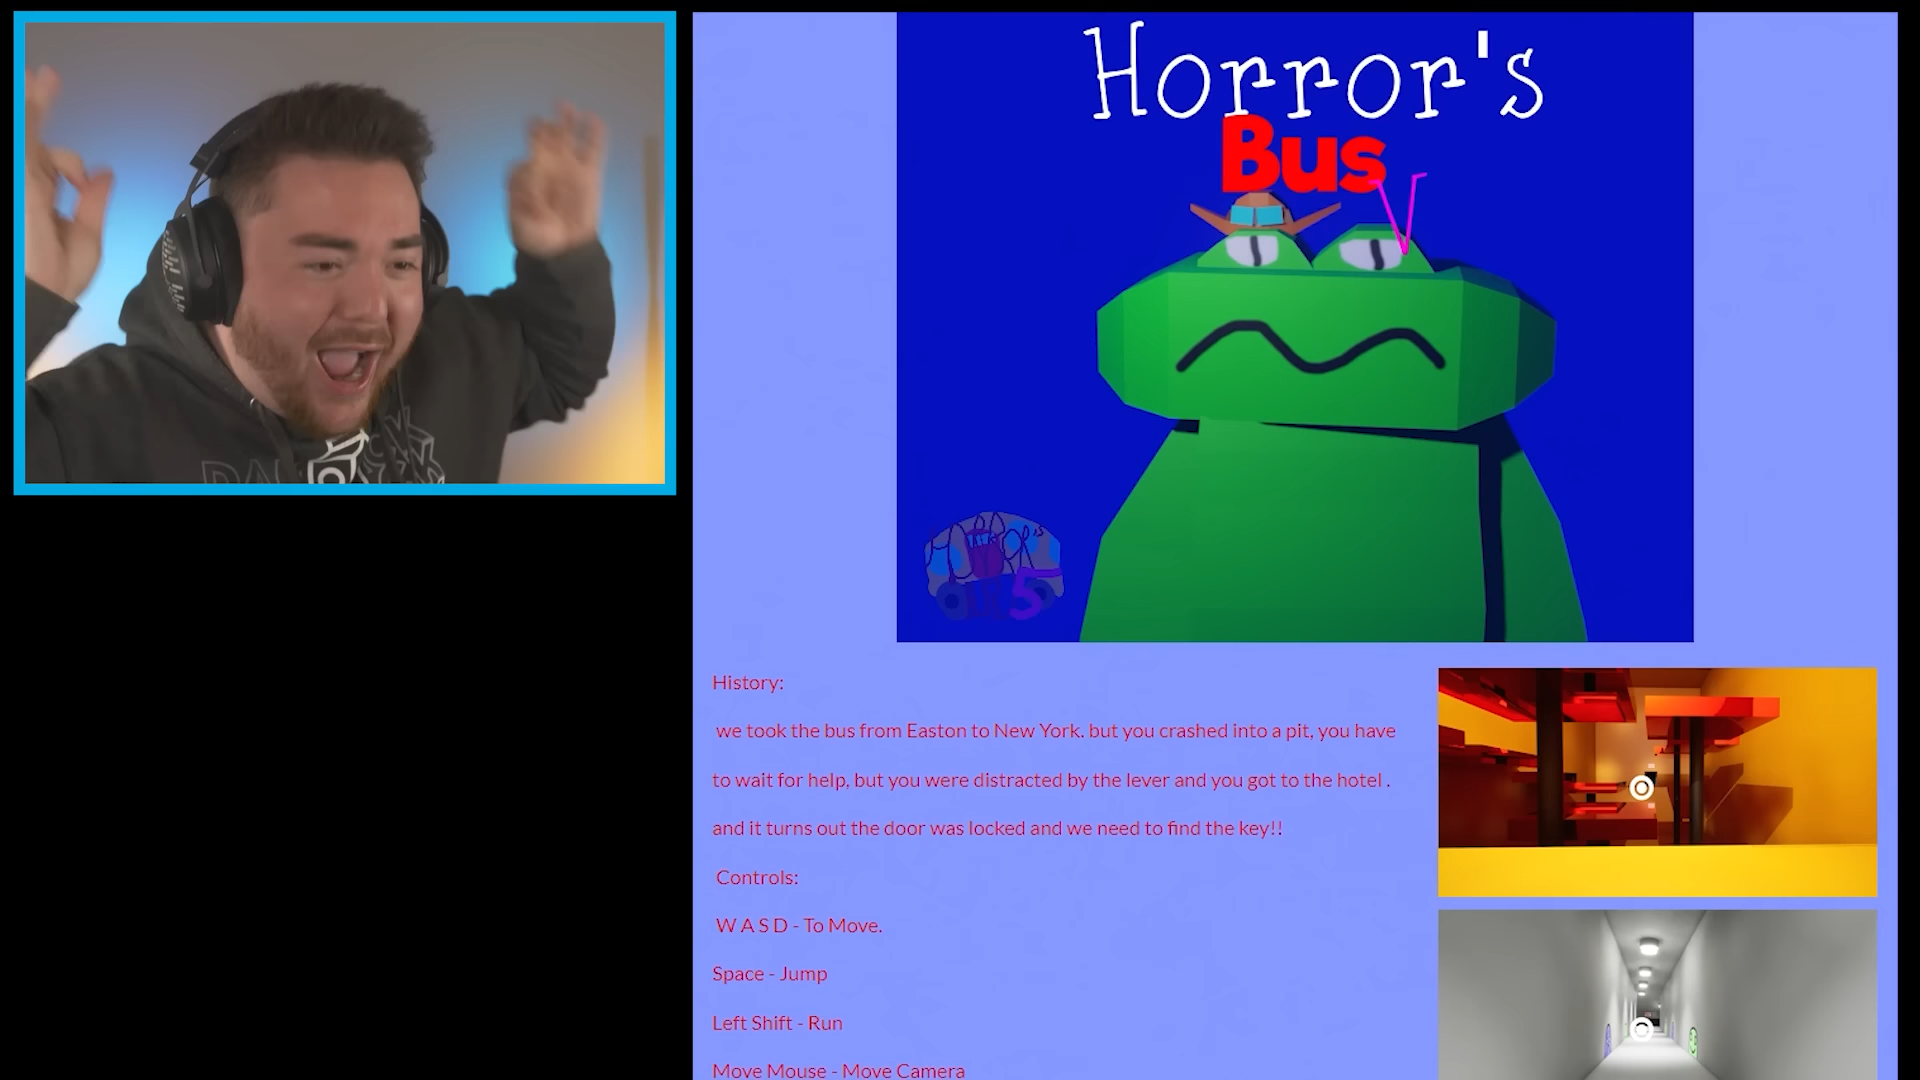 Horror's
Bus
V
Horror's
5
History:
we took the bus from Easton to New York. but you crashed into a pit, you have
to wait for help, but you were distracted by the lever and you got to the hotel .
and it turns out the door was locked and we need to find the key!!
Controls:
W A S D - To Move.
Space - Jump
Left Shift - Run
Move Mouse - Move Camera